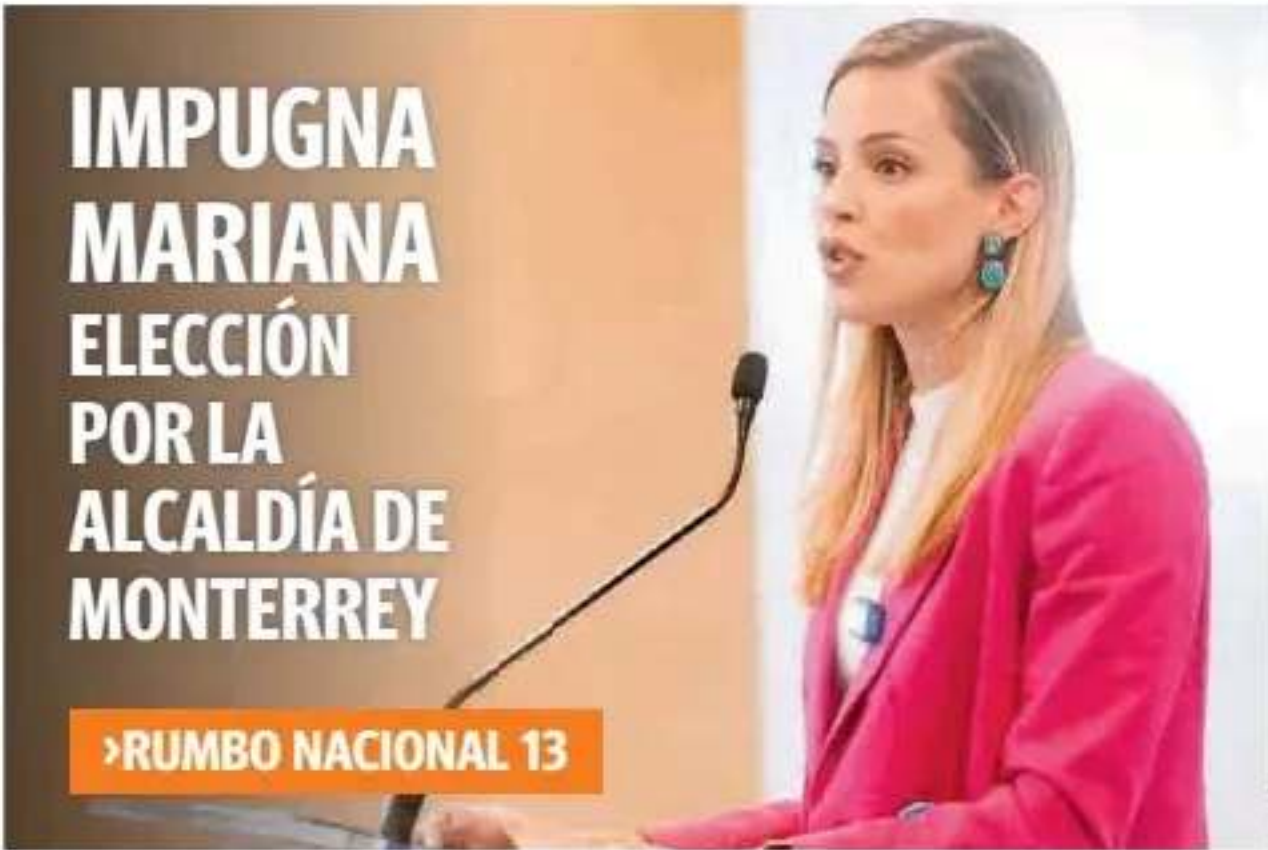 IMPUGNA
MARIANA
ELECCIÓN
POR LA
ALCALDÍA DE
MONTERREY
›RUMBO NACIONAL 13